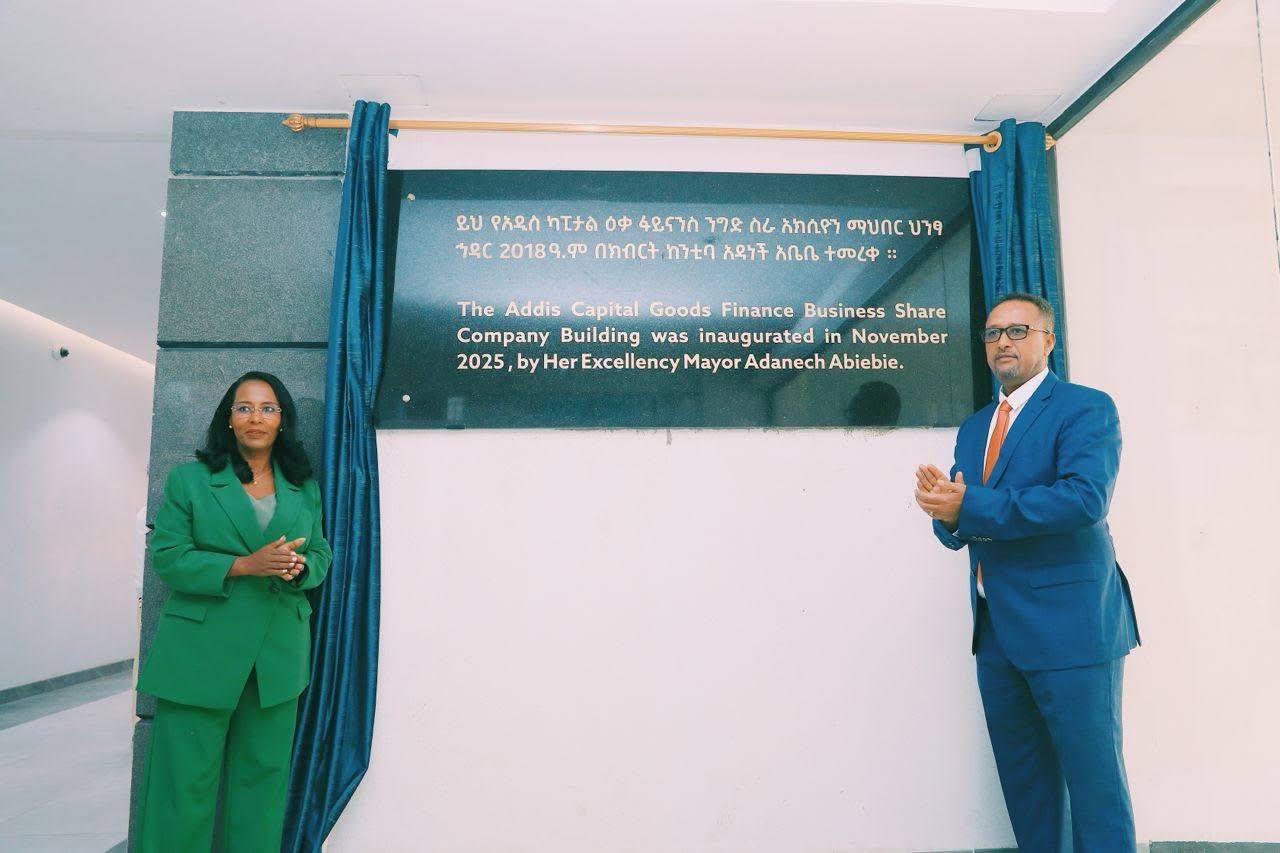 ይህ የአዲስ ካፒታል ዕቃ ፋይናንስ ንግድ ስራ አክሲዮን ማህበር ህንፃ
ኅዳር 2018 ዓ.ም በክብርት ከንቲባ አዳነች አቤቤ ተመረቀ ።
The Addis Capital Goods Finance Business Share
Company Building was inaugurated in November
2025 , by Her Excellency Mayor Adanech Abiebie.